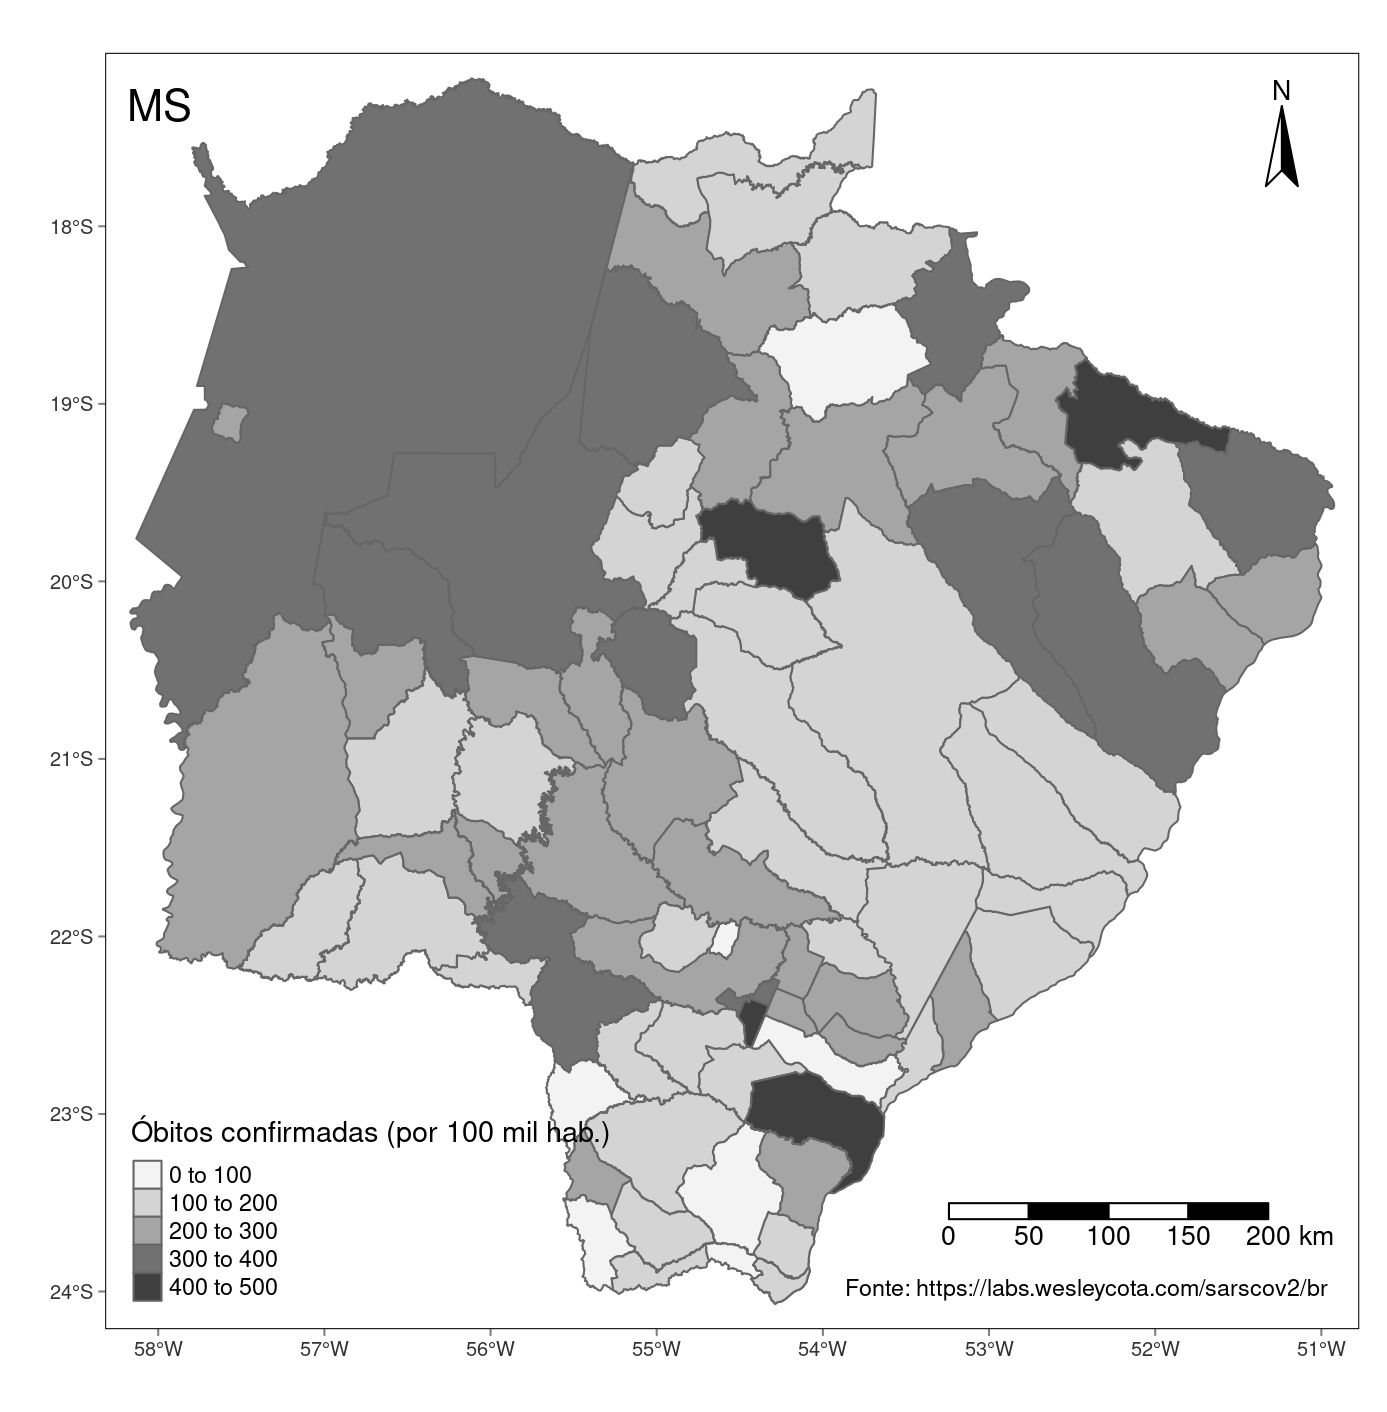 MS
N
18°S
19°S
20°S
21°S
22°S
23°S
24°S
Óbitos confirmadas (por 100 mil hab.)
0 to 100
100 to 200
200 to 300
300 to 400
400 to 500
0 50 100 150 200 km
Fonte: https://labs.wesleycota.com/sarscov2/br
58°W 57°W 56°W 55°W 54°W 53°W 52°W 51°W